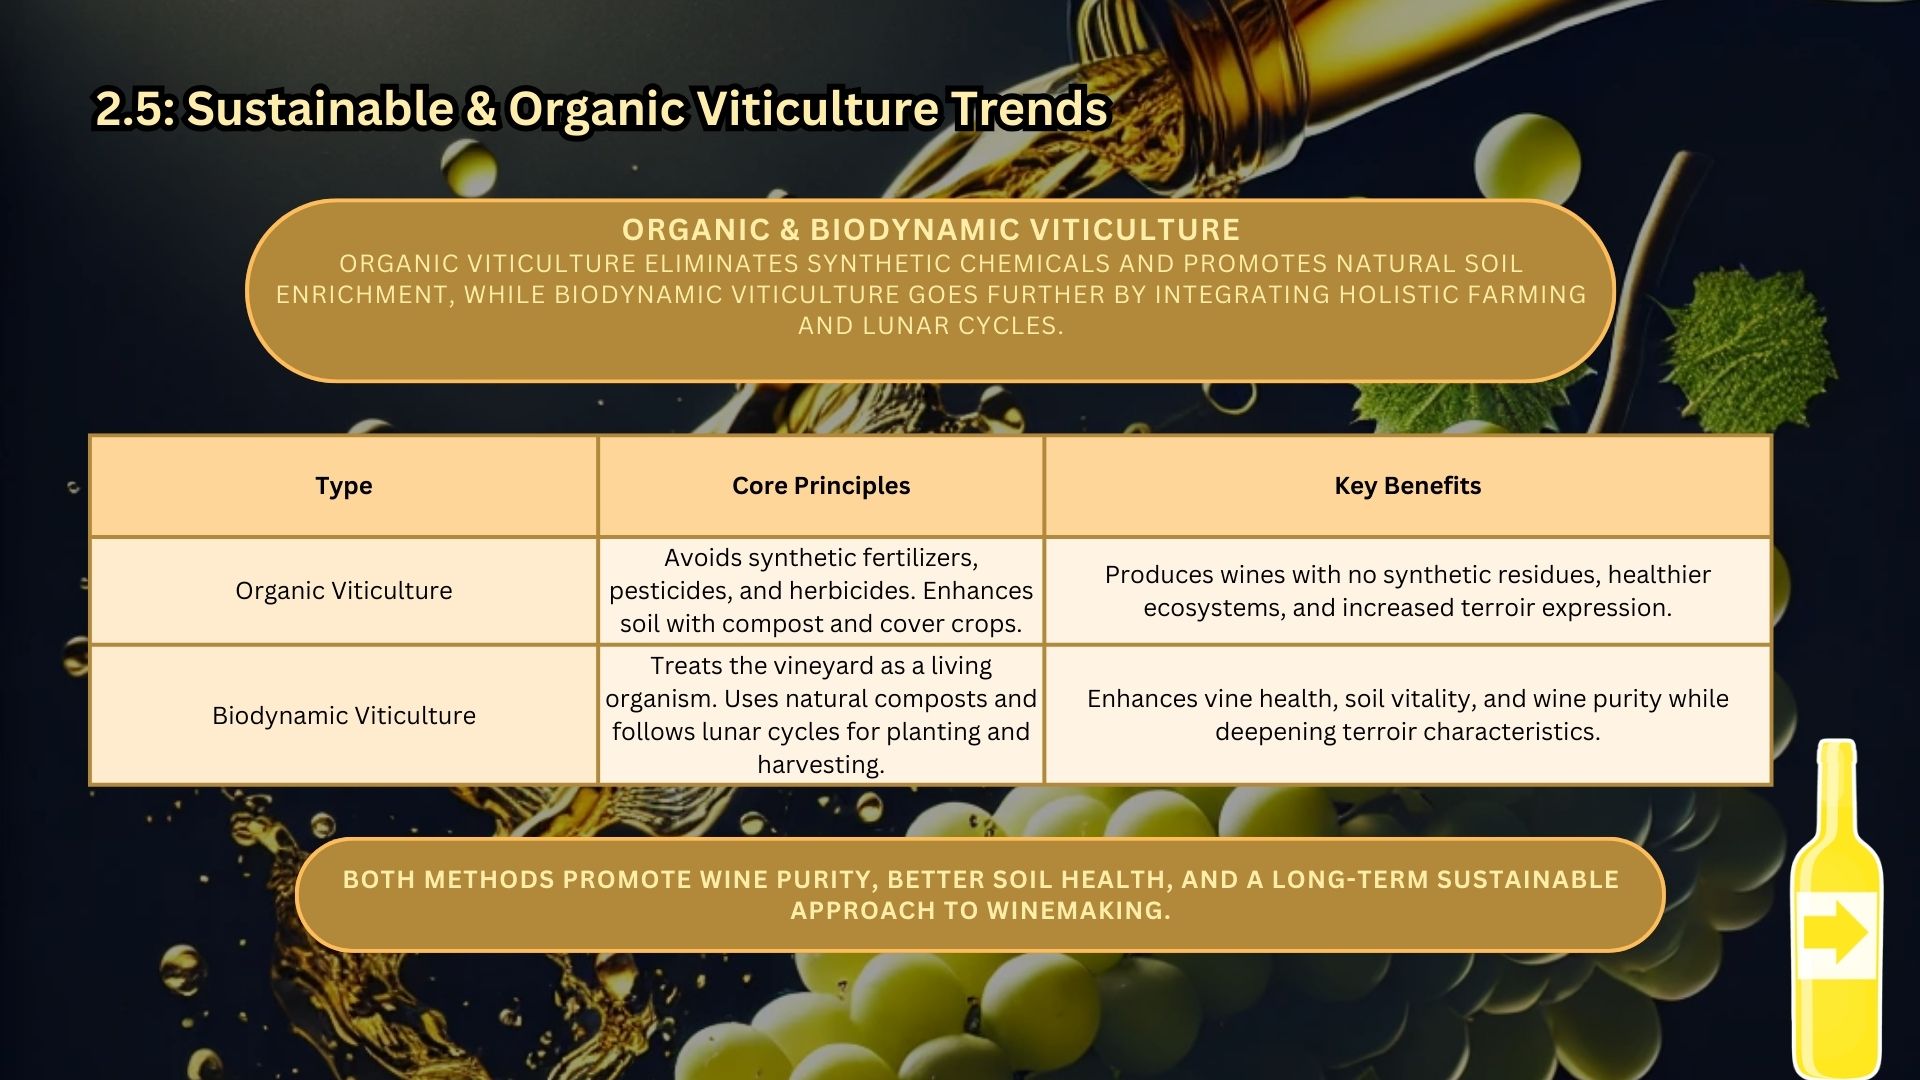 2.5: Sustainable & Organic Viticulture Trends
ORGANIC & BIODYNAMIC VITICULTURE
ORGANIC VITICULTURE ELIMINATES SYNTHETIC CHEMICALS AND PROMOTES NATURAL SOIL
ENRICHMENT, WHILE BIODYNAMIC VITICULTURE GOES FURTHER BY INTEGRATING HOLISTIC FARMING
AND LUNAR CYCLES.
Type
Core Principles
Key Benefits
Organic Viticulture
Avoids synthetic fertilizers,
pesticides, and herbicides. Enhances
soil with compost and cover crops.
Produces wines with no synthetic residues, healthier
ecosystems, and increased terroir expression.
Biodynamic Viticulture
Treats the vineyard as a living
organism. Uses natural composts and
follows lunar cycles for planting and
harvesting.
Enhances vine health, soil vitality, and wine purity while
deepening terroir characteristics.
BOTH METHODS PROMOTE WINE PURITY, BETTER SOIL HEALTH, AND A LONG-TERM SUSTAINABLE
APPROACH TO WINEMAKING.